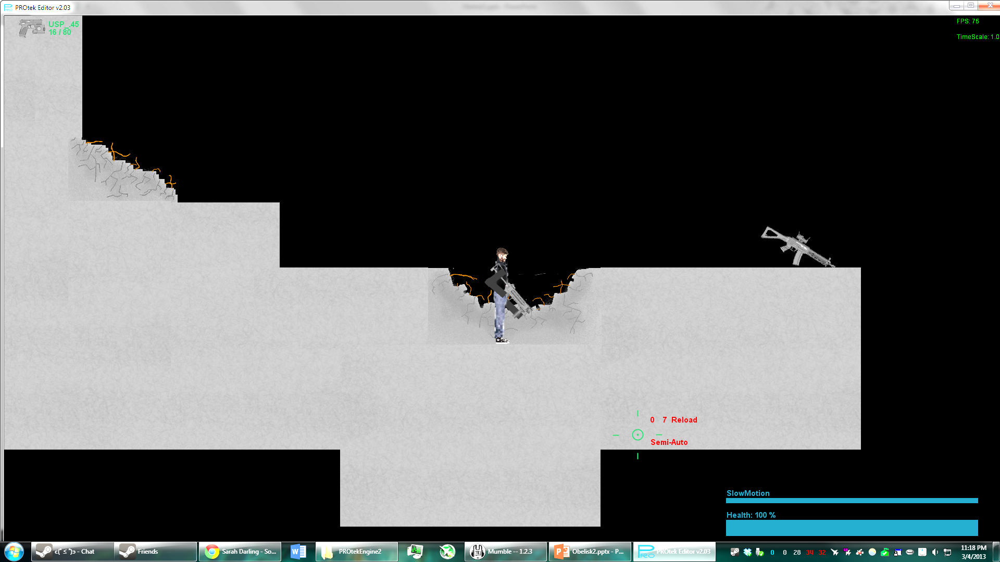 PROtek Editor v2.03
USP_.45
16 / 80
FPS: 75
TimeScale: 1.0
0 7 Reload
Semi-Auto
SlowMotion
Health: 100 %
ϵ(˚ ≤ ˚)϶ - Chat
Friends
Sarah Darling - So...
PROtekEngine2
Mumble -- 1.2.3
Obelisk2.pptx - P...
PROtek Editor v2.03
0 0 28 34 32
11:18 PM
3/4/2013